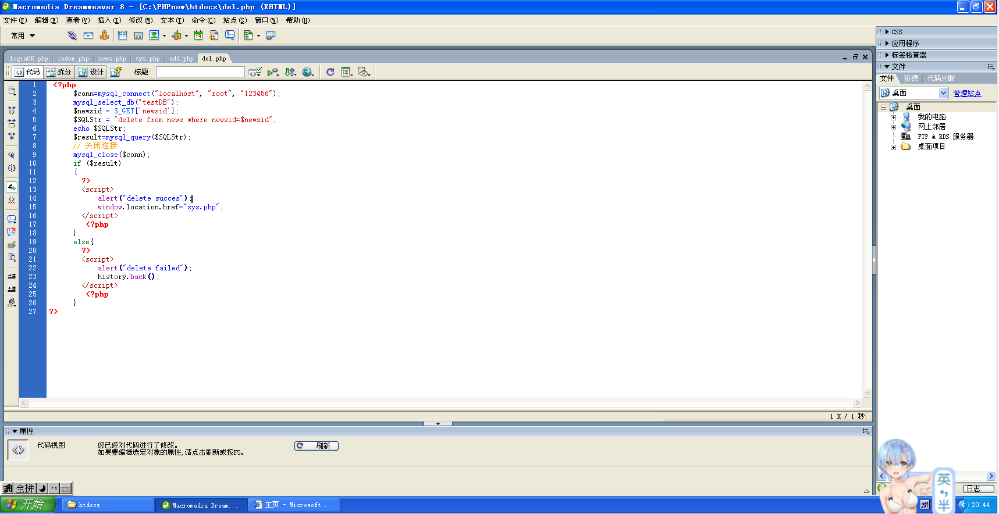 Macromedia Dreamweaver 8 - [C:\PHPnow\htdocs\del.php (XHTML)]
文件(F) 编辑(E) 查看(V) 插入(I) 修改(M) 文本(T) 命令(C) 站点(S) 窗口(W) 帮助(H)
常用
loginOK.php index.php news.php sys.php add.php del.php
代码 拆分 设计 标题:
1 <?php
2 $conn=mysql_connect("localhost", "root", "123456");
3 mysql_select_db("testDB");
4 $newsid = $_GET['newsid'];
5 $SQLStr = "delete from news where newsid=$newsid";
6 echo $SQLStr;
7 $result=mysql_query($SQLStr);
8 // 关闭连接
9 mysql_close($conn);
10 if ($result)
11 {
12 ?>
13 <script>
14 alert("delete succes");
15 window.location.href="sys.php";
16 </script>
17 <?php
18 }
19 else{
20 ?>
21 <script>
22 alert("delete failed");
23 history.back();
24 </script>
25 <?php
26 }
27 ?>
1 K / 1 秒
属性
代码视图
您已经对代码进行了修改。
如果要编辑选定对象的属性,请点击刷新或按F5。
刷新
CSS
应用程序
标签检查器
文件
文件 资源 代码片断
桌面 管理站点
桌面
我的电脑
网上邻居
FTP & RDS 服务器
桌面项目
日志...
全拼
英
半
开始 htdocs Macromedia Dream... 主页 - Microsoft... 拼 20:44